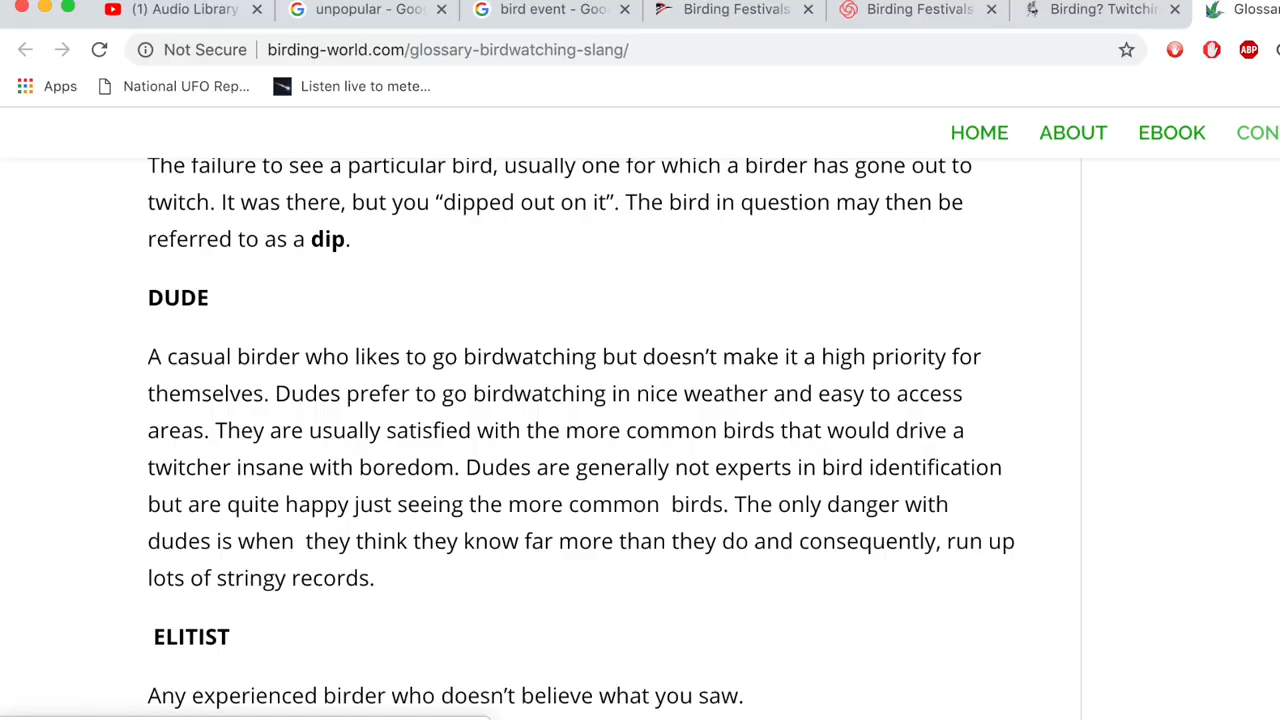 (1) Audio Library
unpopular - Goo
bird event - Goo
Birding Festivals
Birding Festivals
Birding? Twitchin
Glossa
Not Secure
birding-world.com/glossary-birdwatching-slang/
ABP
Apps
National UFO Rep...
Listen live to mete...
HOME
ABOUT
EBOOK
CON
The failure to see a particular bird, usually one for which a birder has gone out to
twitch. It was there, but you “dipped out on it”. The bird in question may then be
referred to as a dip.
DUDE
A casual birder who likes to go birdwatching but doesn’t make it a high priority for
themselves. Dudes prefer to go birdwatching in nice weather and easy to access
areas. They are usually satisfied with the more common birds that would drive a
twitcher insane with boredom. Dudes are generally not experts in bird identification
but are quite happy just seeing the more common  birds. The only danger with
dudes is when  they think they know far more than they do and consequently, run up
lots of stringy records.
ELITIST
Any experienced birder who doesn’t believe what you saw.